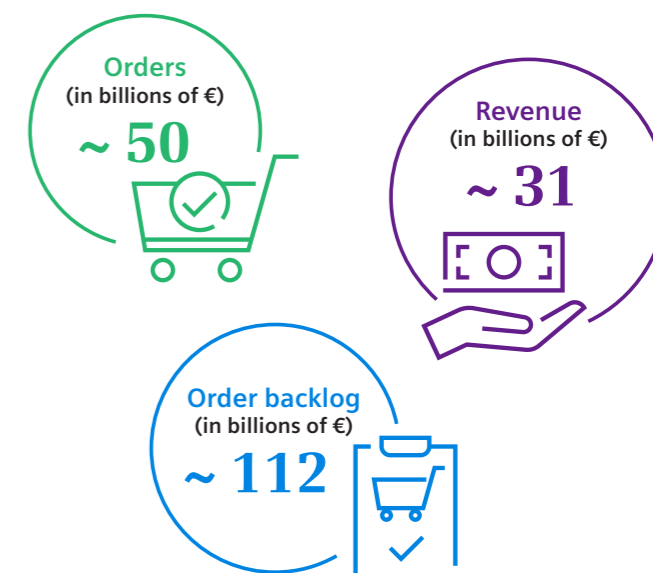 Orders
(in billions of €)
~ 50
Revenue
(in billions of €)
~ 31
Order backlog
(in billions of €)
~ 112